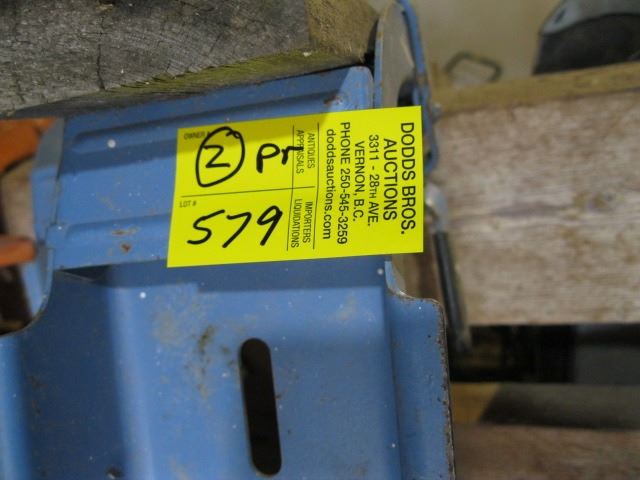 OWNER
2 Pr
LOT #
579
ANTIQUES
APPRAISALS
IMPORTERS
LIQUIDATIONS
DODDS BROS.
AUCTIONS
3311 - 28TH AVE.
VERNON, B.C.
PHONE 250-545-3259
doddsauctions.com